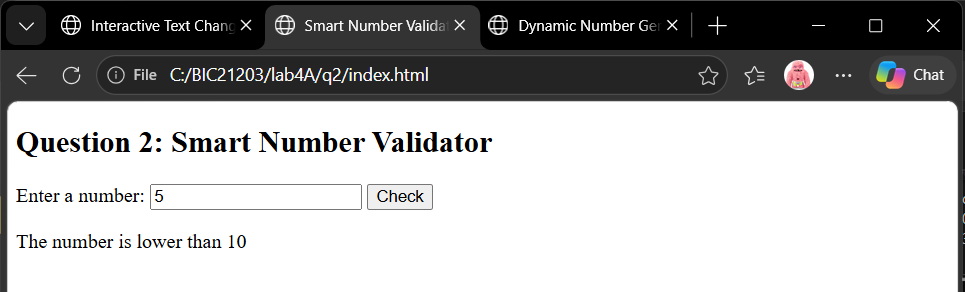 Interactive Text Chang
Smart Number Validat
Dynamic Number Ger
File C:/BIC21203/lab4A/q2/index.html
Chat
Question 2: Smart Number Validator
Enter a number: 5 Check
The number is lower than 10